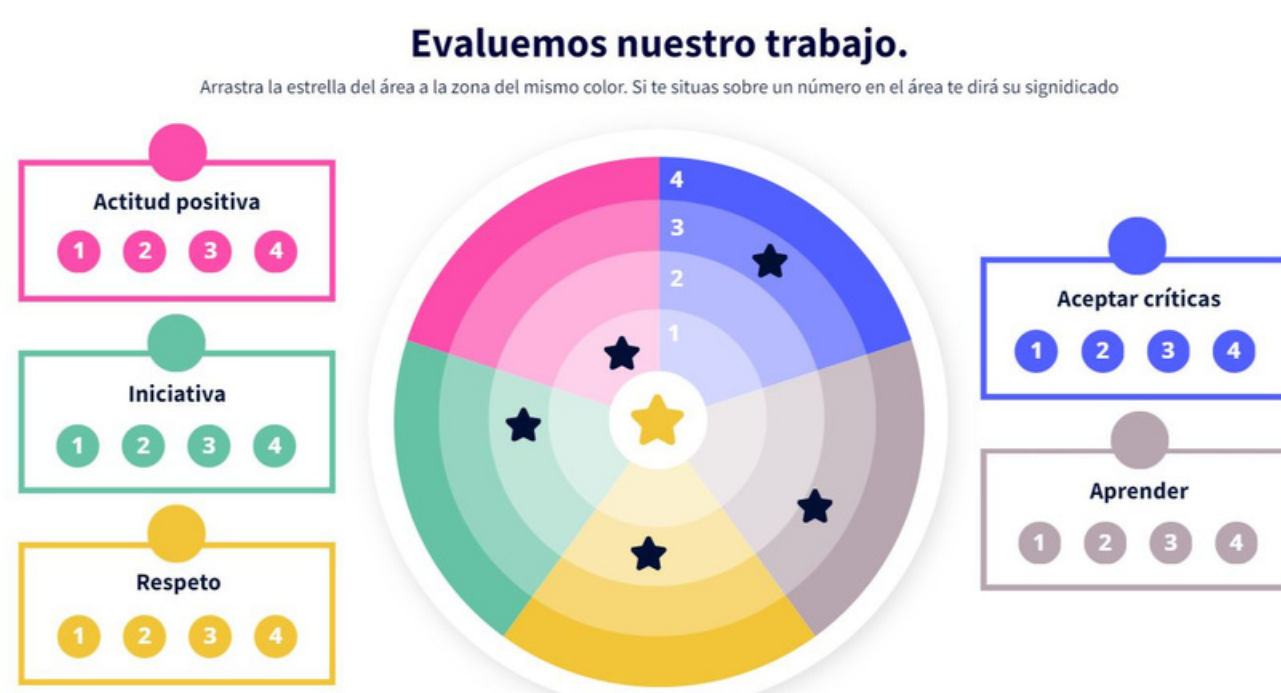 Evaluemos nuestro trabajo.
Arrastra la estrella del área a la zona del mismo color. Si te situas sobre un número en el área te dirá su signidicado
Actitud positiva
1 2 3 4
Iniciativa
1 2 3 4
Respeto
1 2 3 4
4
3
2
1
Aceptar críticas
1 2 3 4
Aprender
1 2 3 4